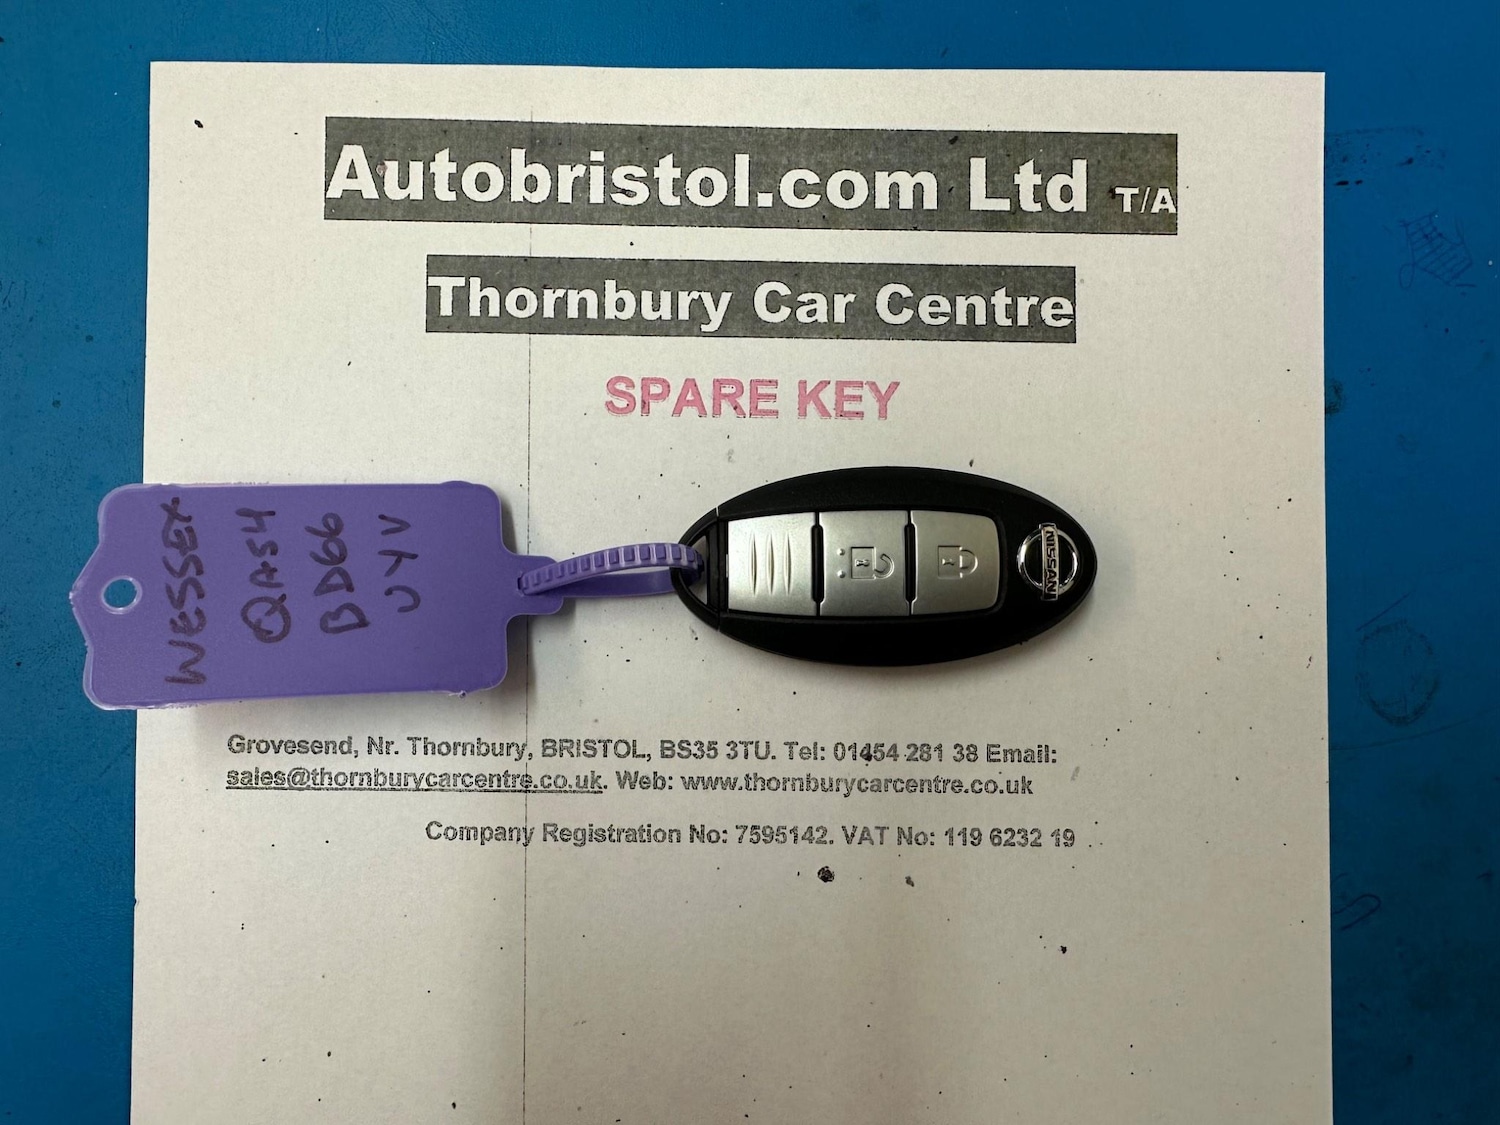 Autobristol.com Ltd T/A
Thornbury Car Centre
SPARE KEY
WESSEX
QASH
BD66
UYV
NISSAN
Grovesend, Nr. Thornbury, BRISTOL, BS35 3TU. Tel: 01454 281 38 Email:
sales@thornburycarcentre.co.uk. Web: www.thornburycarcentre.co.uk
Company Registration No: 7595142. VAT No: 119 6232 19